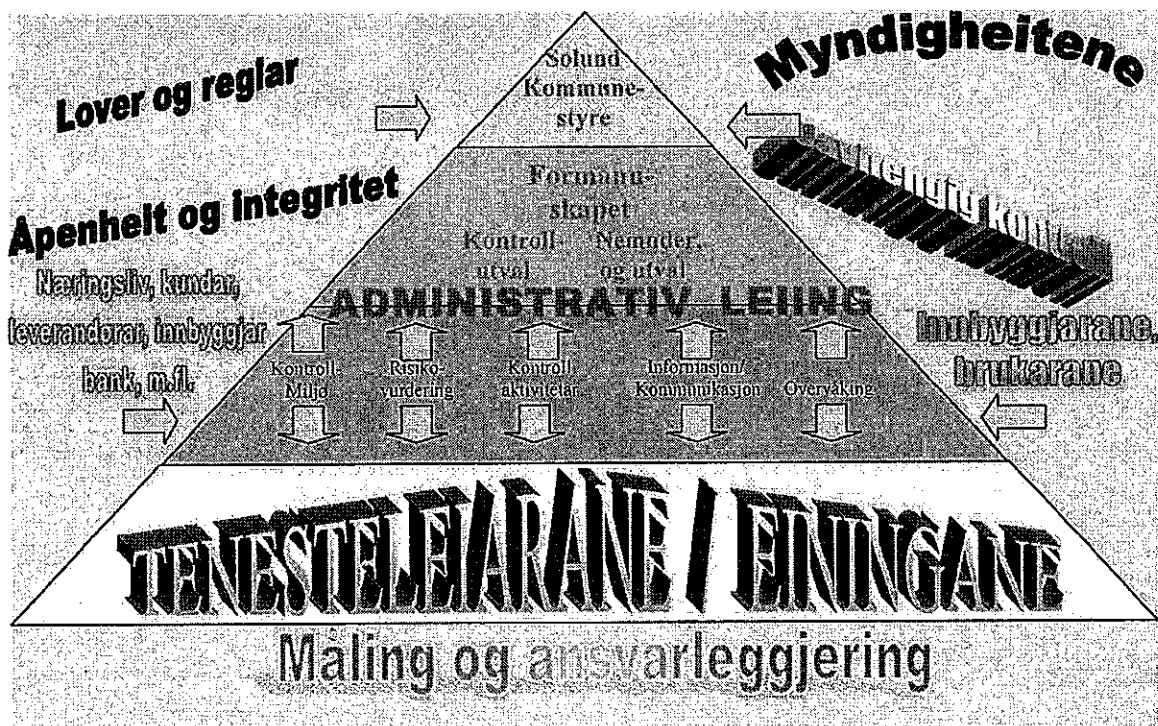 Myndigheitene
Lover og reglar
Solund
Kommune-
styre
Åpenheit og integritet
Formannu-
skapet
Kontroll-
utval
Nemnder,
og utval
Næringsliv, kundar,
leverandørar, innbyggjar
bank, m.fl.
ADMINISTRATIV LEIING
Innbyggjarane,
brukarane
Kontroll-
Miljø
Risiko-
vurdering
Kontroll
aktivitetar
Informasjon/
Kommunikasjon
Overvåking
TENESTELEIARANE / EININGANE
Måling og ansvarleggjering